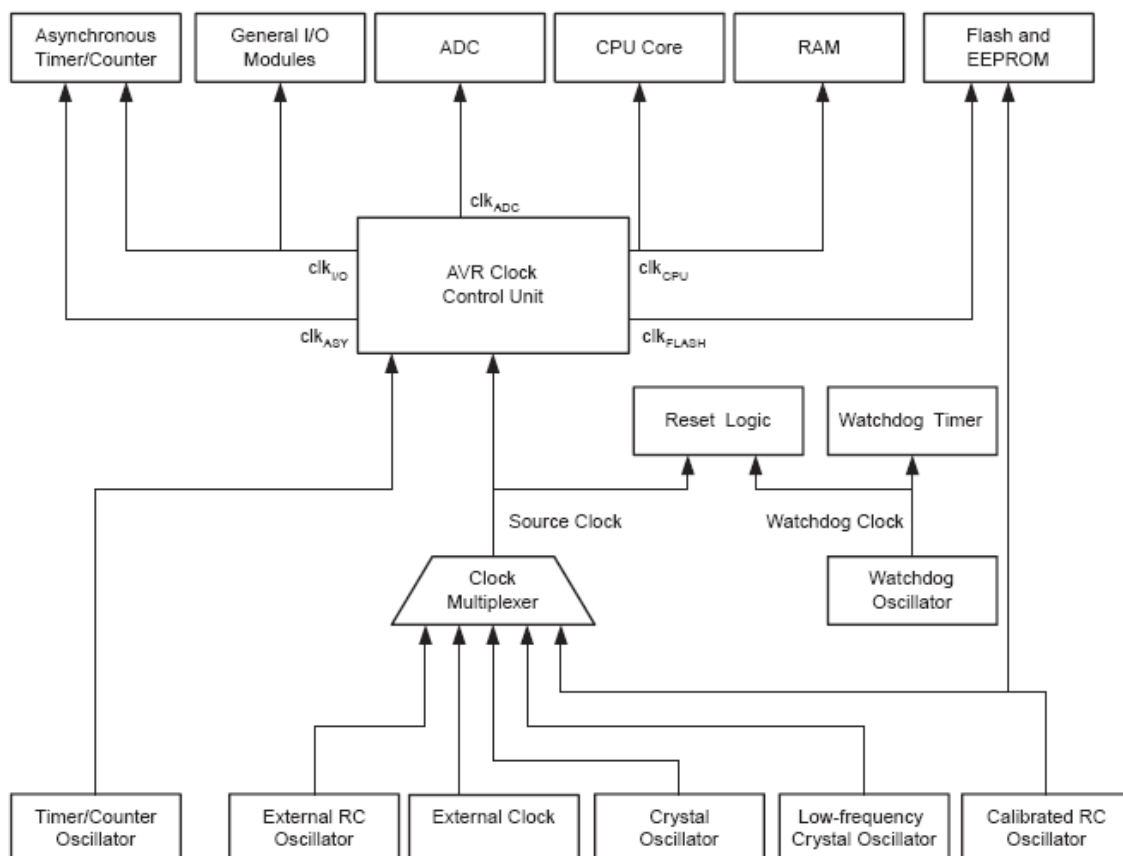 Asynchronous
Timer/Counter
General I/O
Modules
ADC
CPU Core
RAM
Flash and
EEPROM
clkADC
clkI/O
AVR Clock
Control Unit
clkCPU
clkASY
clkFLASH
Reset Logic
Watchdog Timer
Source Clock
Watchdog Clock
Clock
Multiplexer
Watchdog
Oscillator
Timer/Counter
Oscillator
External RC
Oscillator
External Clock
Crystal
Oscillator
Low-frequency
Crystal Oscillator
Calibrated RC
Oscillator